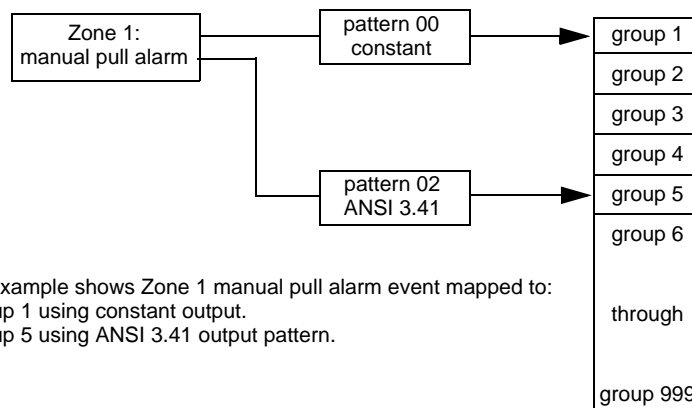 Zone 1:
manual pull alarm
pattern 00
constant
pattern 02
ANSI 3.41
group 1
group 2
group 3
group 4
group 5
group 6
through
group 999
xample shows Zone 1 manual pull alarm event mapped to:
up 1 using constant output.
up 5 using ANSI 3.41 output pattern.